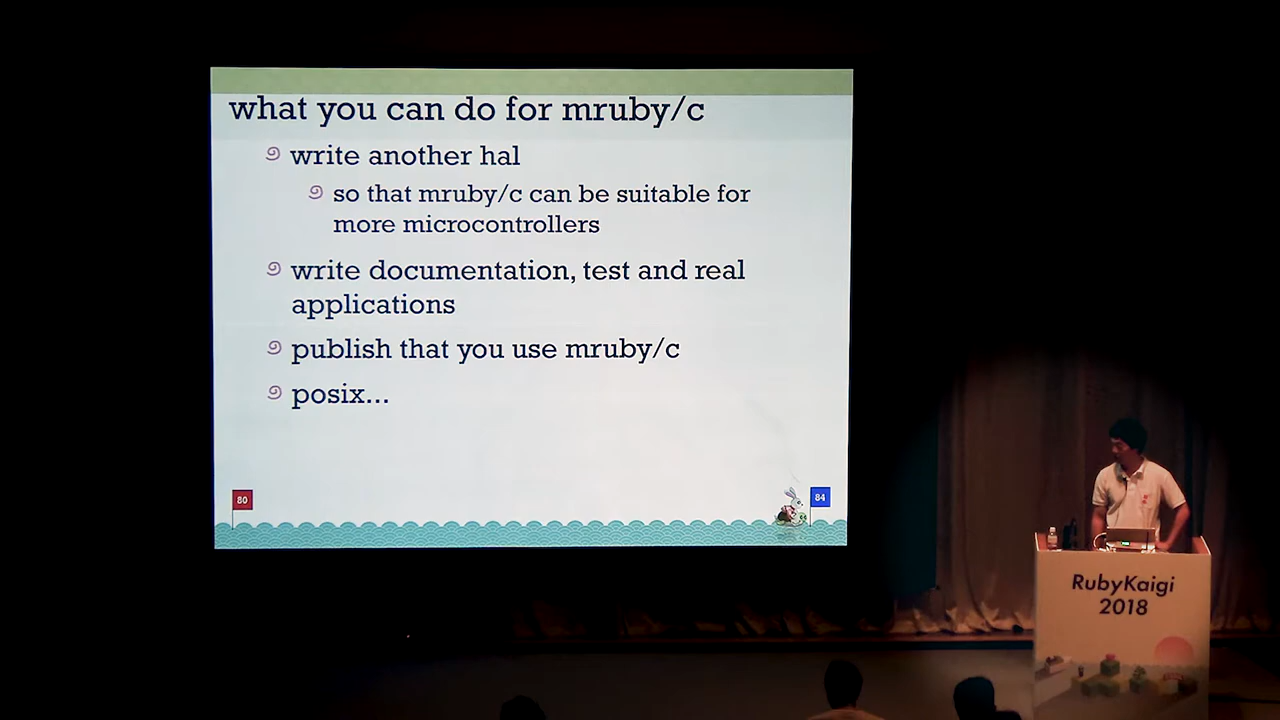 what you can do for mruby/c
write another hal
so that mruby/c can be suitable for
more microcontrollers
write documentation, test and real
applications
publish that you use mruby/c
posix...
80
84
RubyKaigi
2018